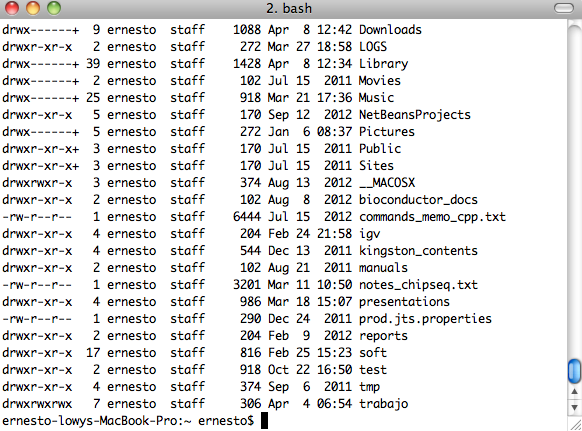 2. bash
drwx------+  9 ernesto  staff   1088 Apr  8 12:42 Downloads
drwxr-xr-x   2 ernesto  staff    272 Mar 27 18:58 LOGS
drwx------+ 39 ernesto  staff   1428 Apr  8 12:34 Library
drwx------+  2 ernesto  staff    102 Jul 15  2011 Movies
drwx------+ 25 ernesto  staff    918 Mar 21 17:36 Music
drwxr-xr-x   5 ernesto  staff    170 Sep 12  2012 NetBeansProjects
drwx------+  5 ernesto  staff    272 Jan  6 08:37 Pictures
drwxr-xr-x+  3 ernesto  staff    170 Jul 15  2011 Public
drwxr-xr-x+  3 ernesto  staff    170 Jul 15  2011 Sites
drwxrwxr-x   3 ernesto  staff    374 Aug 13  2012 __MACOSX
drwxr-xr-x   2 ernesto  staff    102 Aug  8  2012 bioconductor_docs
-rw-r--r--   1 ernesto  staff   6444 Jul 15  2012 commands_memo_cpp.txt
drwxr-xr-x   4 ernesto  staff    204 Feb 24 21:58 igv
drwxr-xr-x   4 ernesto  staff    544 Dec 13  2011 kingston_contents
drwxr-xr-x   2 ernesto  staff    102 Aug 21  2011 manuals
-rw-r--r--   1 ernesto  staff   3201 Mar 11 10:50 notes_chipseq.txt
drwxr-xr-x   4 ernesto  staff    986 Mar 18 15:07 presentations
-rw-r--r--   1 ernesto  staff    290 Dec 24  2011 prod.jts.properties
drwxr-xr-x   2 ernesto  staff    204 Feb  9  2012 reports
drwxr-xr-x  17 ernesto  staff    816 Feb 25 15:23 soft
drwxr-xr-x   2 ernesto  staff    918 Oct 22 16:50 test
drwxr-xr-x   4 ernesto  staff    374 Sep  6  2011 tmp
drwxrwxrwx   7 ernesto  staff    306 Apr  4 06:54 trabajo
ernesto-lowys-MacBook-Pro:~ ernesto$